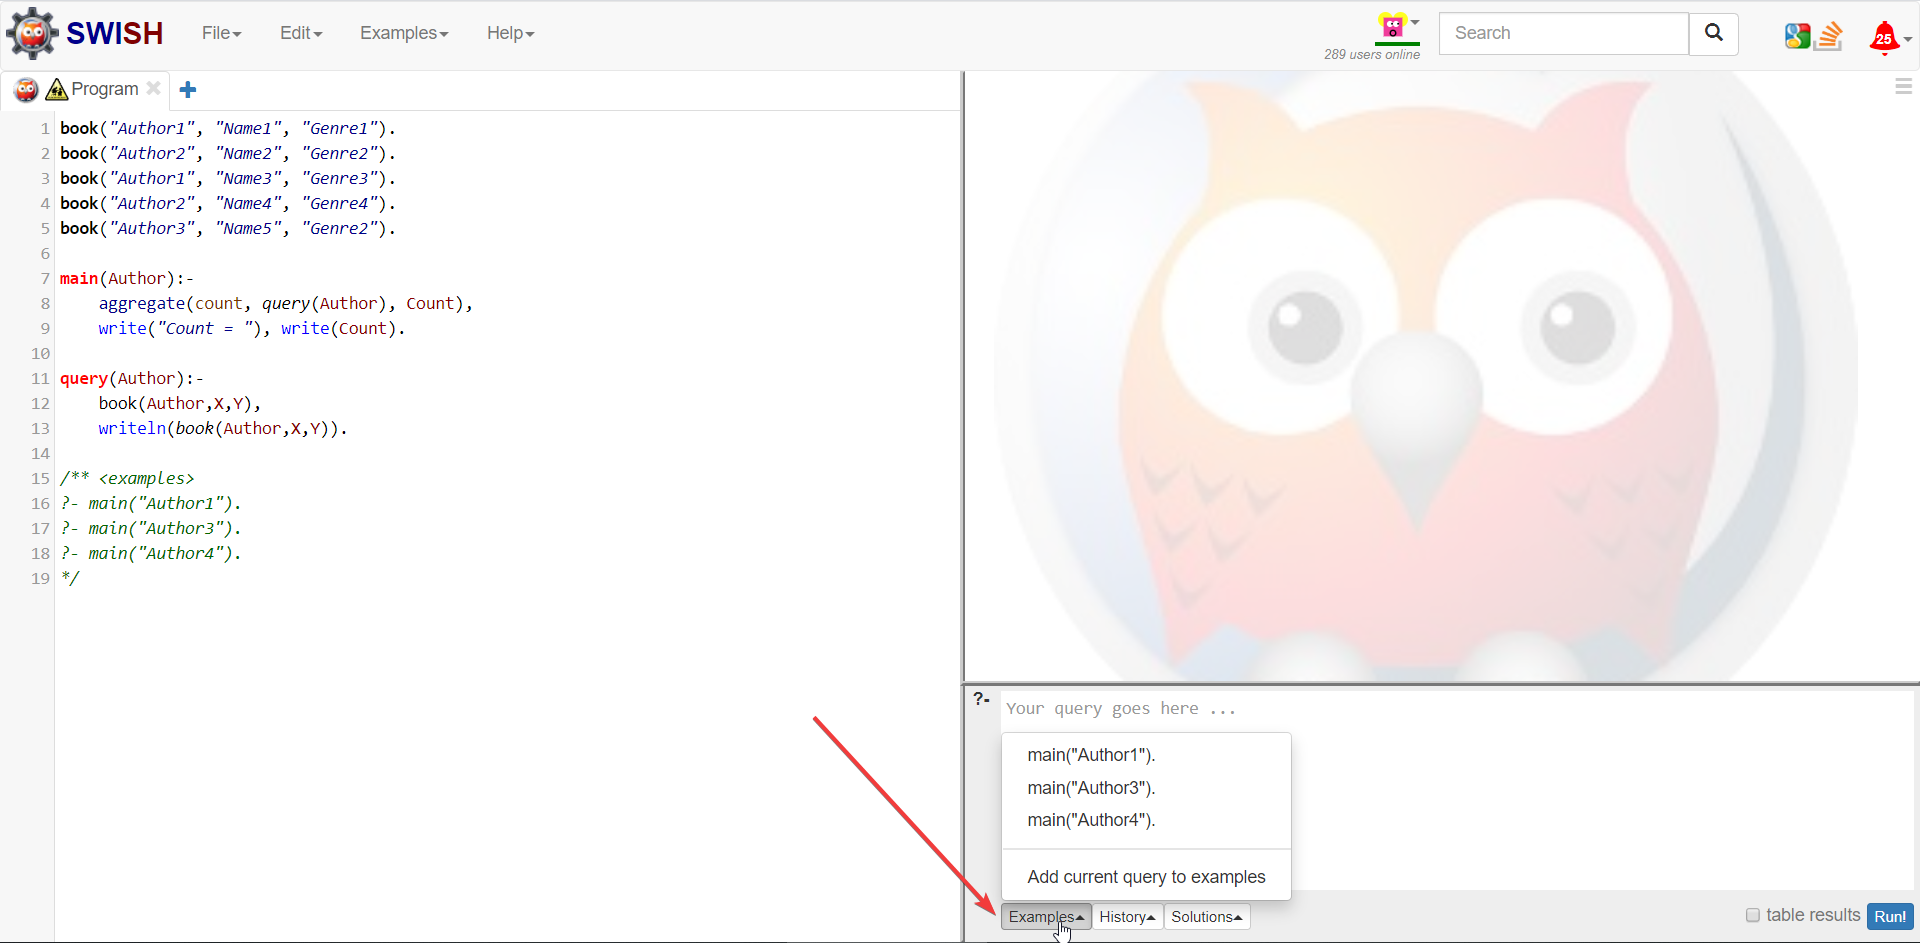 SWISH File Edit Examples Help 289 users online Search 25
Program
1 book("Author1", "Name1", "Genre1").
2 book("Author2", "Name2", "Genre2").
3 book("Author1", "Name3", "Genre3").
4 book("Author2", "Name4", "Genre4").
5 book("Author3", "Name5", "Genre2").
6
7 main(Author):-
8     aggregate(count, query(Author), Count),
9     write("Count = "), write(Count).
10
11 query(Author):-
12     book(Author,X,Y),
13     writeln(book(Author,X,Y)).
14
15 /** <examples>
16 ?- main("Author1").
17 ?- main("Author3").
18 ?- main("Author4").
19 */
?- Your query goes here ...
main("Author1").
main("Author3").
main("Author4").
Add current query to examples
Examples History Solutions table results Run!